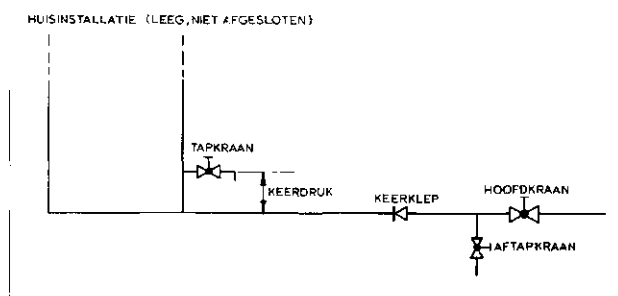 HUISINSTALLATIE (LEEG, NIET AFGESLOTEN)
TAPKRAAN
KEERDRUK
KEERKLEP
HOOFDKRAAN
AFTAPKRAAN